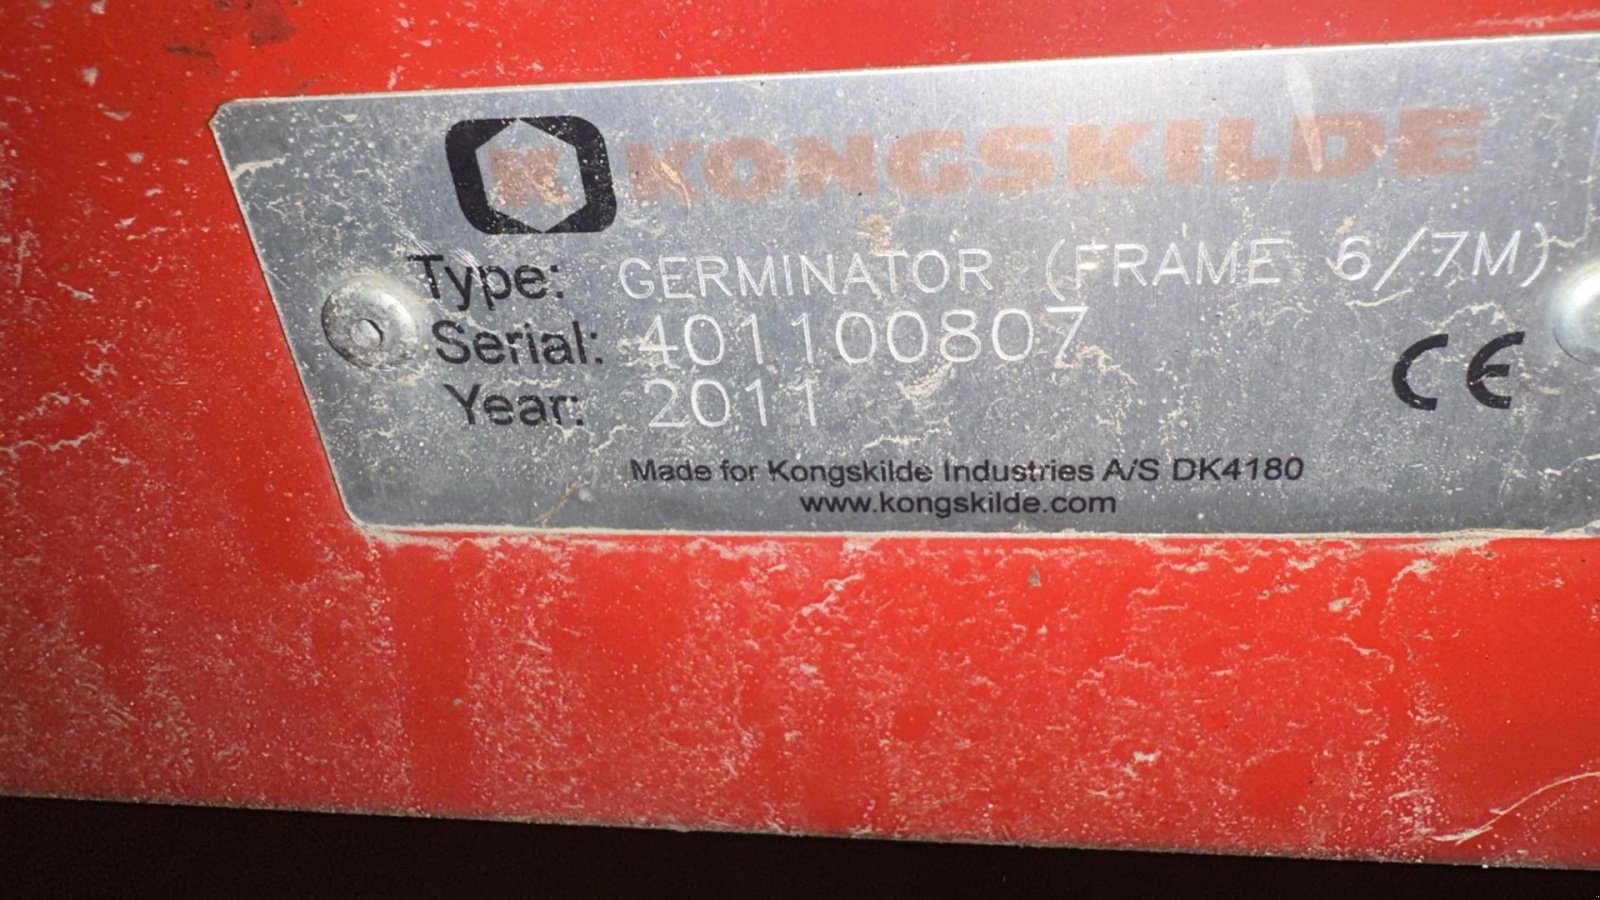 K KONGSKILDE
Type: GERMINATOR (FRAME 6/7M)
Serial: 401100807
Year: 2011
CE
Made for Kongskilde Industries A/S DK4180
www.kongskilde.com